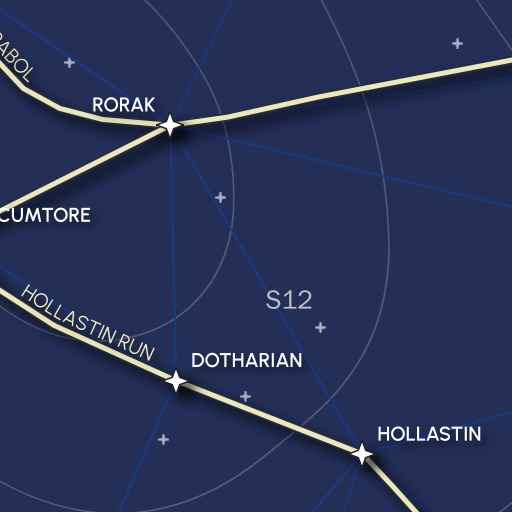 RORAK
CUMTORE
S12
HOLLASTIN RUN
DOTHARIAN
HOLLASTIN